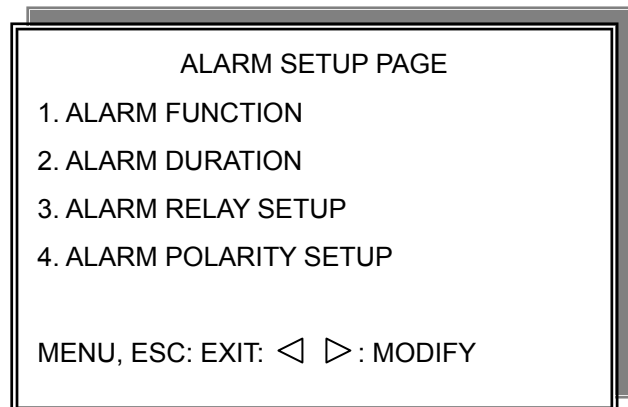 ALARM SETUP PAGE
1. ALARM FUNCTION
2. ALARM DURATION
3. ALARM RELAY SETUP
4. ALARM POLARITY SETUP
MENU, ESC: EXIT: ◁ ▷ : MODIFY